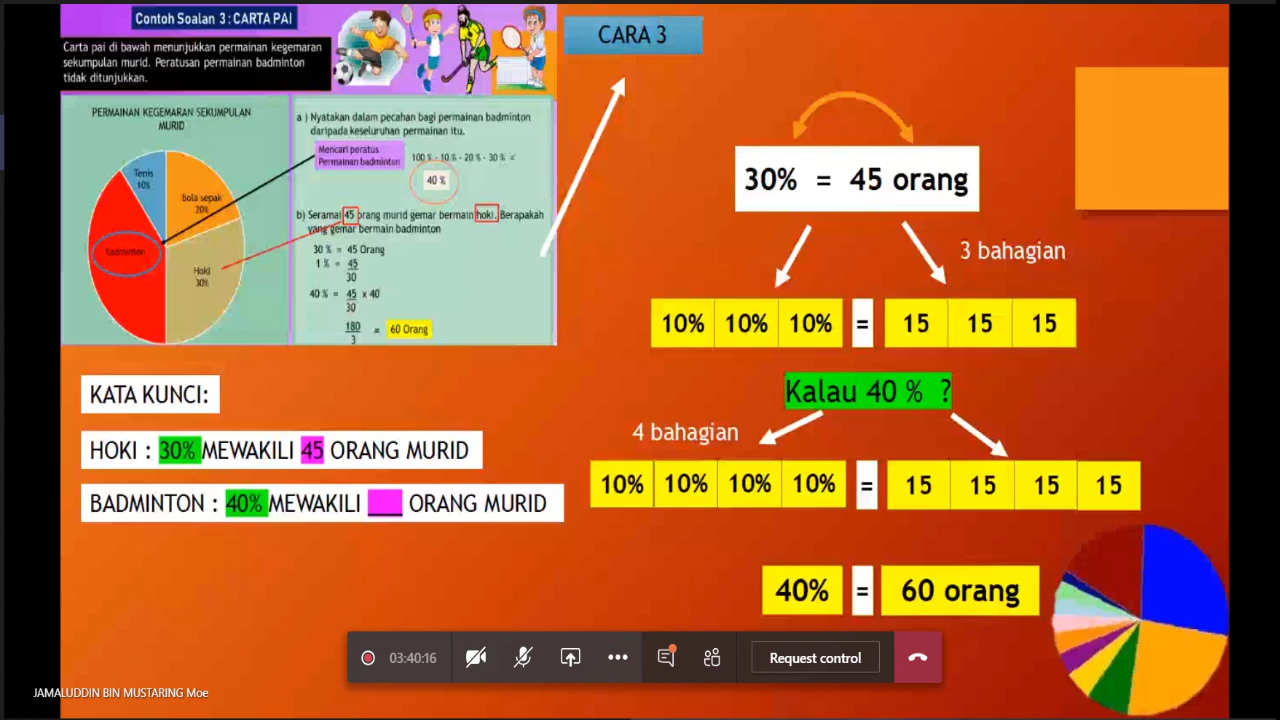 Contoh Soalan 3 : CARTA PAI
Carta pai di bawah menunjukkan permainan kegemaran
sekumpulan murid. Peratusan permainan badminton
tidak ditunjukkan.
PERMAINAN KEGEMARAN SEKUMPULAN
MURID
Tenis
10%
Bola sepak
20%
Badminton
Hoki
30%
a ) Nyatakan dalam pecahan bagi permainan badminton
daripada keseluruhan permainan itu.
Mencari peratus
Permainan badminton
100 % - 10 % - 20 % - 30 % =
40 %
b) Seramai 45 orang murid gemar bermain hoki. Berapakah
yang gemar bermain badminton
30 % = 45 Orang
1 % = 45
30
40 % = 45 x 40
30
180 = 60 Orang
3
KATA KUNCI:
HOKI : 30% MEWAKILI 45 ORANG MURID
BADMINTON : 40% MEWAKILI ___ ORANG MURID
CARA 3
30% = 45 orang
3 bahagian
10% 10% 10% = 15 15 15
Kalau 40 % ?
4 bahagian
10% 10% 10% 10% = 15 15 15 15
40% = 60 orang
03:40:16
Request control
JAMALUDDIN BIN MUSTARING Moe